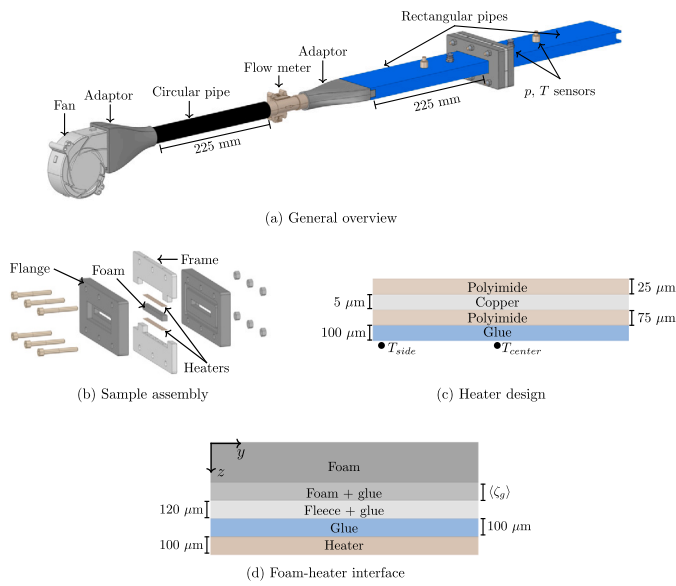 Rectangular pipes
Adaptor
Flow meter
Circular pipe
Adaptor
Fan
225 mm
225 mm
p, T sensors
(a) General overview
Flange
Foam
Frame
Heaters
(b) Sample assembly
Polyimide
25 μm
5 μm
Copper
Polyimide
75 μm
100 μm
Glue
T_side
T_center
(c) Heater design
y
z
Foam
Foam + glue
⟨ζ_g⟩
120 μm
Fleece + glue
Glue
100 μm
100 μm
Heater
(d) Foam-heater interface